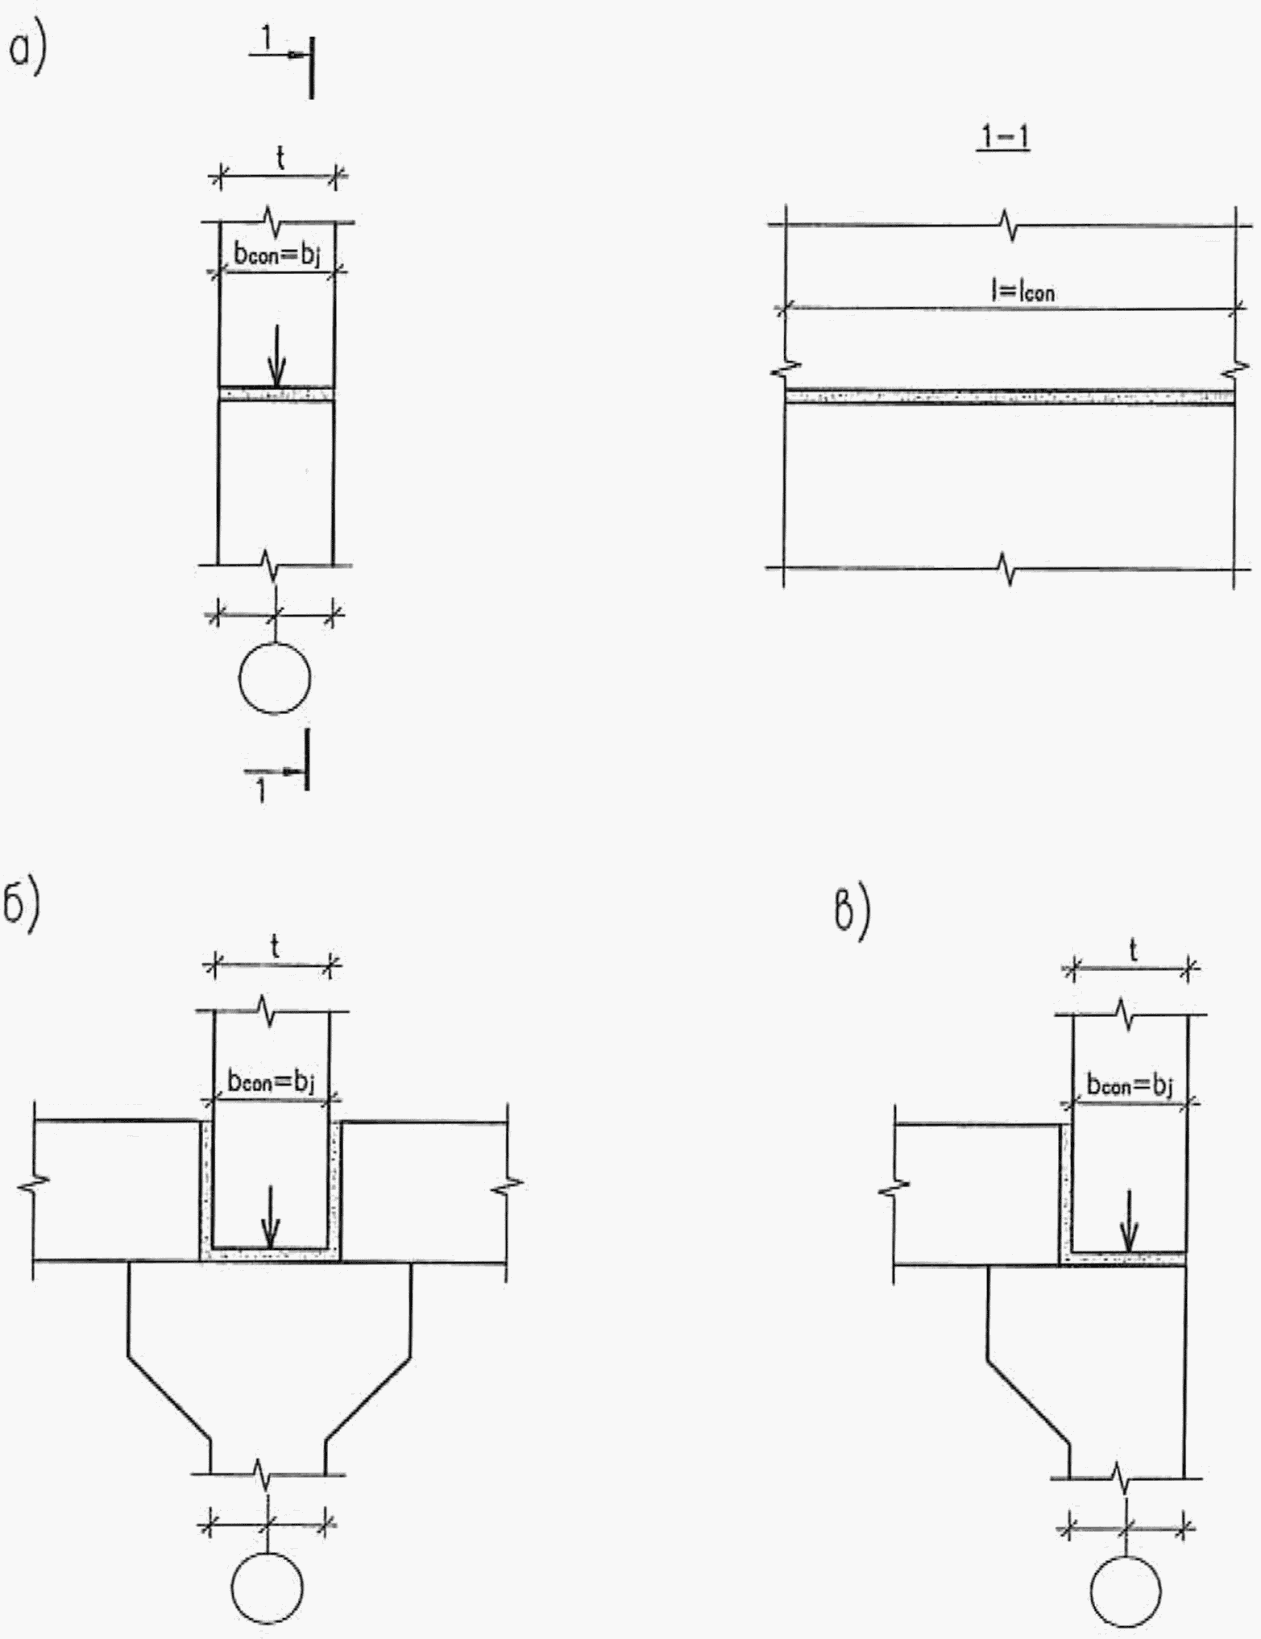 а)
1
t
bcon=bj
1
1-1
l=lcon
б)
t
bcon=bj
в)
t
bcon=bj